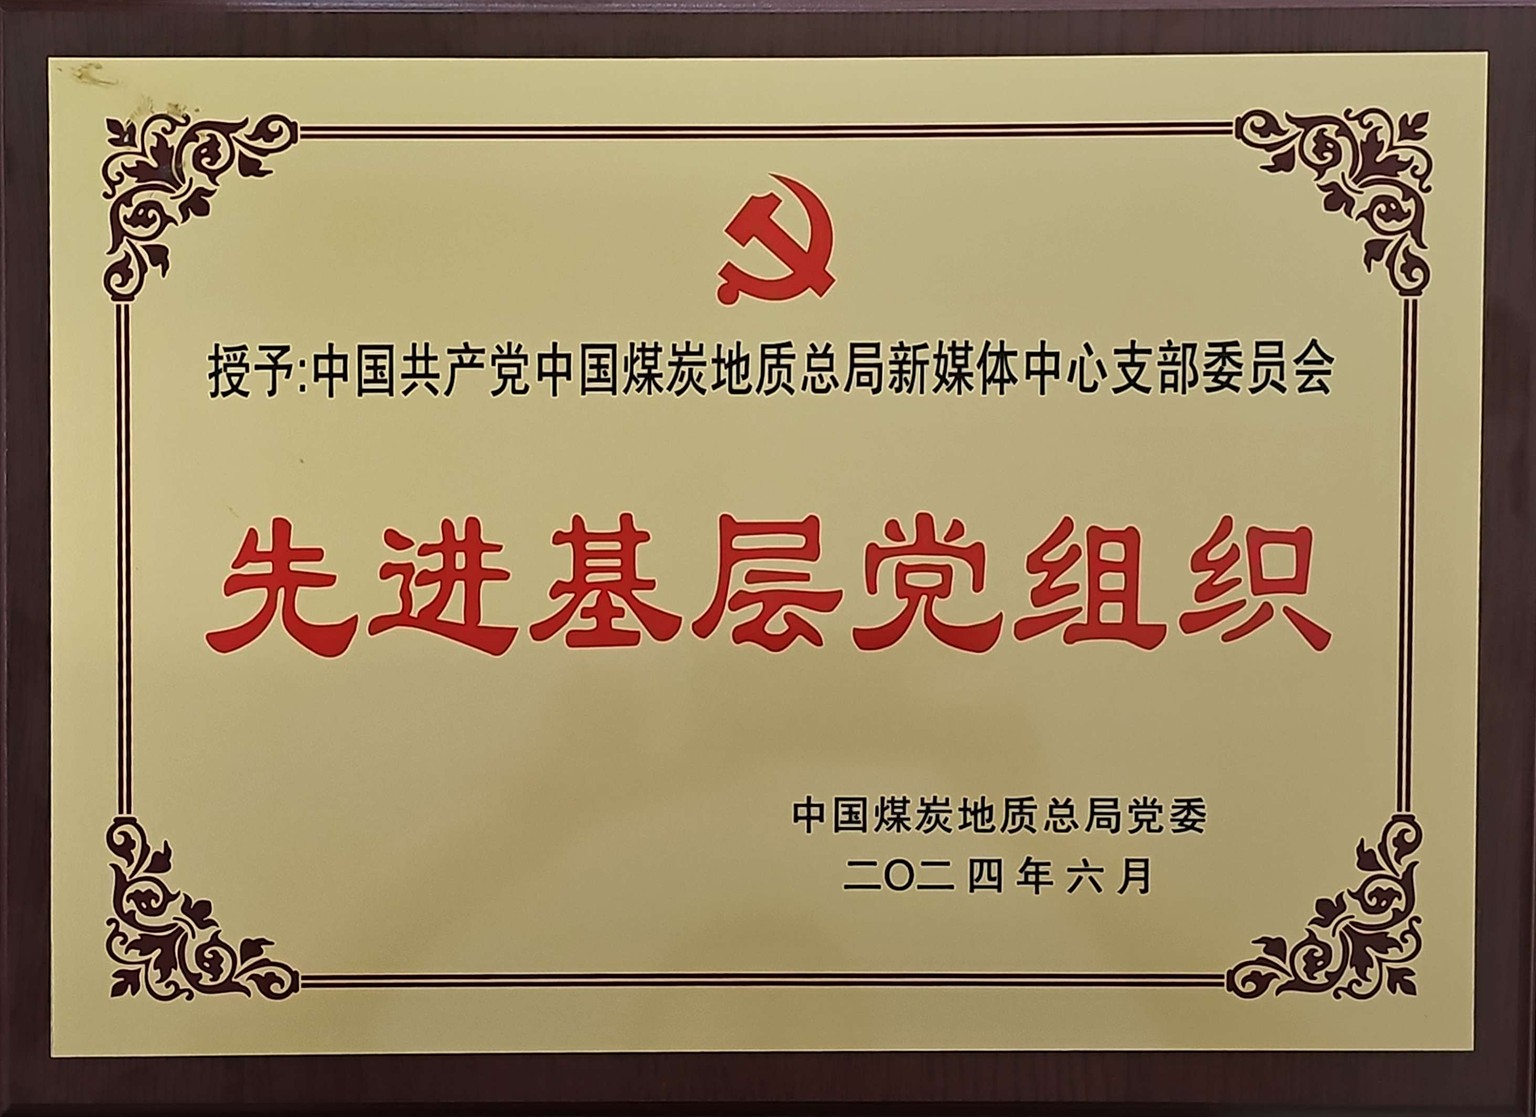 授予:中国共产党中国煤炭地质总局新媒体中心支部委员会
先进基层党组织
中国煤炭地质总局党委
二〇二四年六月